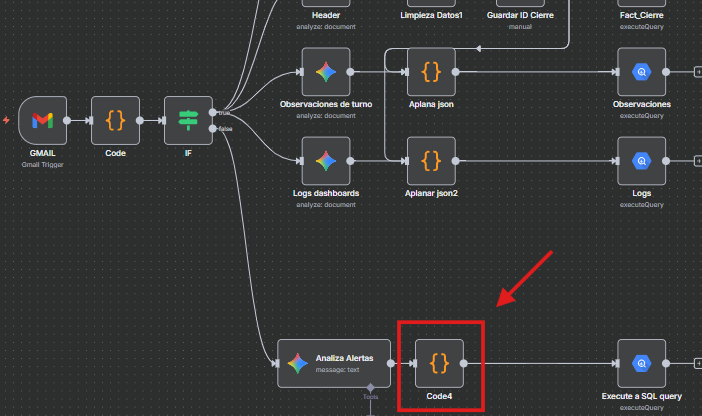 Header
analyze: document
Limpieza Datos1
Guardar ID Cierre
manual
Fact_Cierre
executeQuery
Observaciones de turno
analyze: document
{}
Aplana json
Observaciones
executeQuery
GMAIL
Gmail Trigger
{}
Code
IF
true
false
Logs dashboards
analyze: document
{}
Aplanar json2
Logs
executeQuery
Analiza Alertas
message: text
Tools
{}
Code4
Execute a SQL query
executeQuery